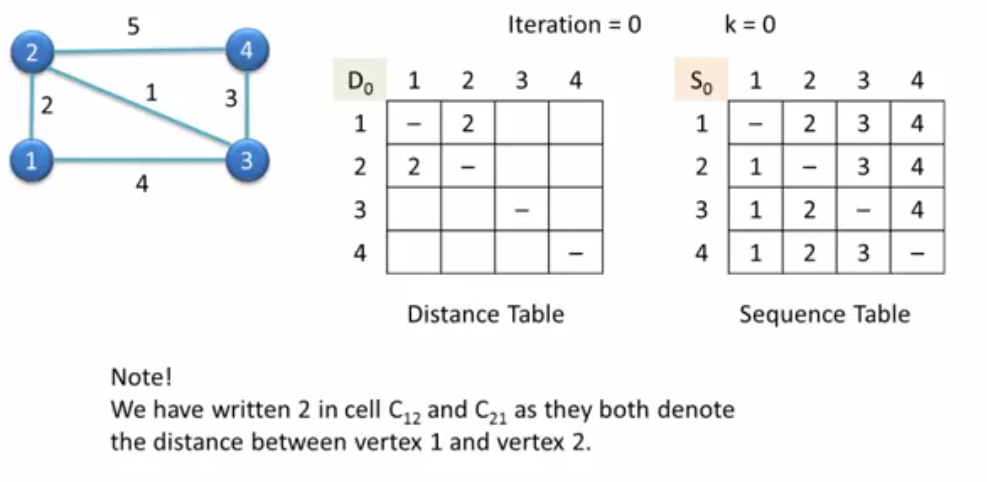 Iteration = 0 k = 0
5
2 4
1
2 3
1 3
4
D₀ 1 2 3 4
1 – 2
2 2 –
3 –
4 –
Distance Table
S₀ 1 2 3 4
1 – 2 3 4
2 1 – 3 4
3 1 2 – 4
4 1 2 3 –
Sequence Table
Note!
We have written 2 in cell C₁₂ and C₂₁ as they both denote
the distance between vertex 1 and vertex 2.